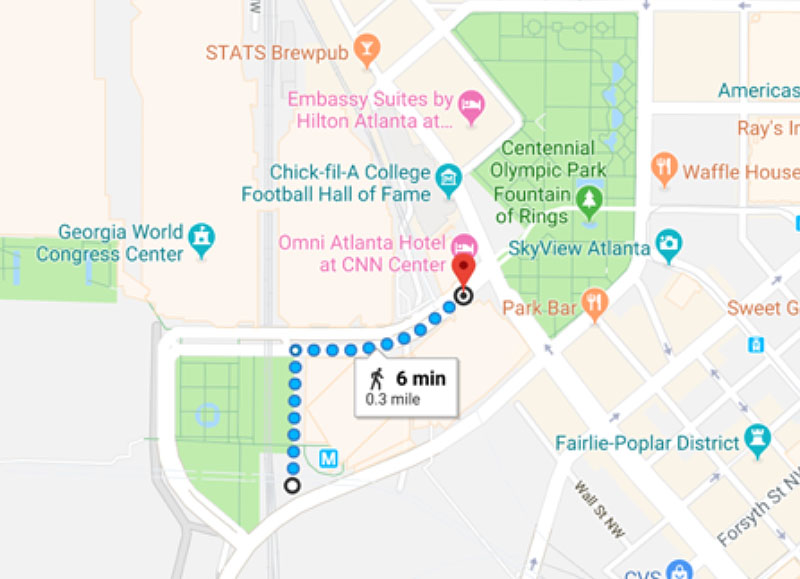 STATS Brewpub
Embassy Suites by
Hilton Atlanta at...
Americas
Ray's In
Centennial
Olympic Park
Fountain
of Rings
Waffle House
Chick-fil-A College
Football Hall of Fame
Georgia World
Congress Center
Omni Atlanta Hotel
at CNN Center
SkyView Atlanta
Park Bar
Sweet G
6 min
0.3 mile
M
Fairlie-Poplar District
Wall St NW
Forsyth St NW
CVS